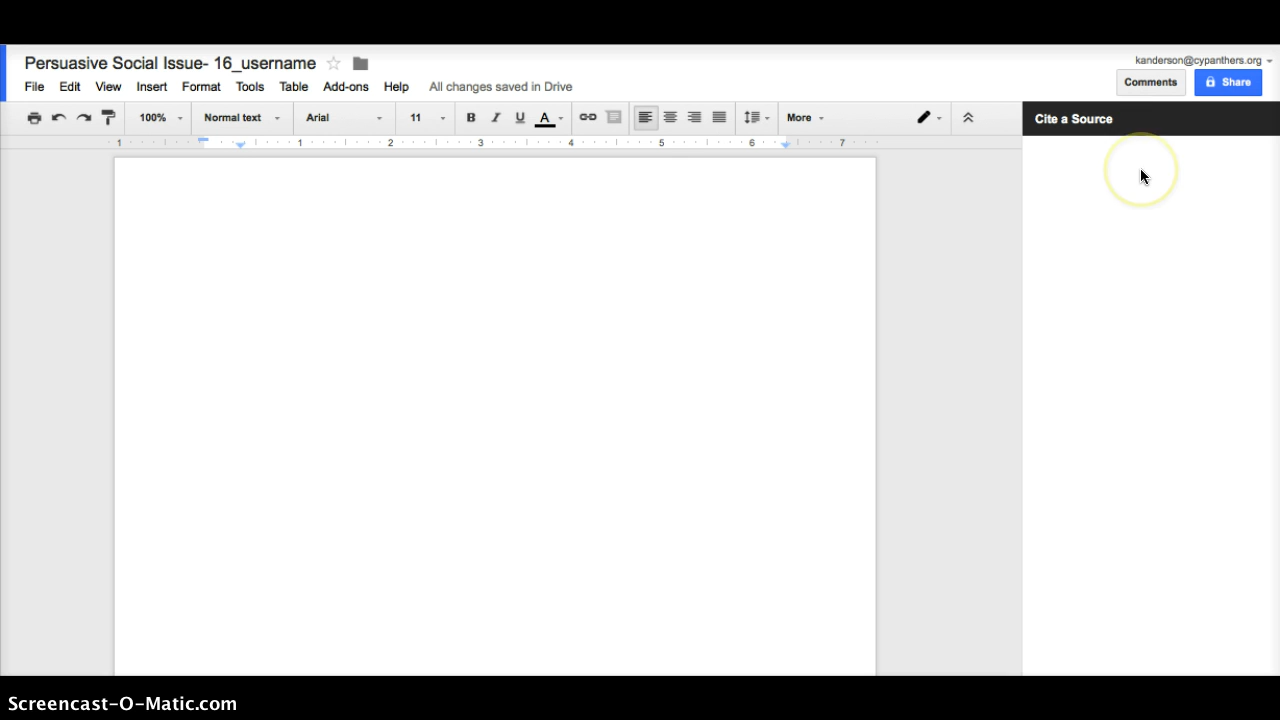 Persuasive Social Issue- 16_username
kanderson@cypanthers.org
File Edit View Insert Format Tools Table Add-ons Help All changes saved in Drive
Comments Share
100% Normal text Arial 11 B I U A More
Cite a Source
1 1 2 3 4 5 6 7
Screencast-O-Matic.com